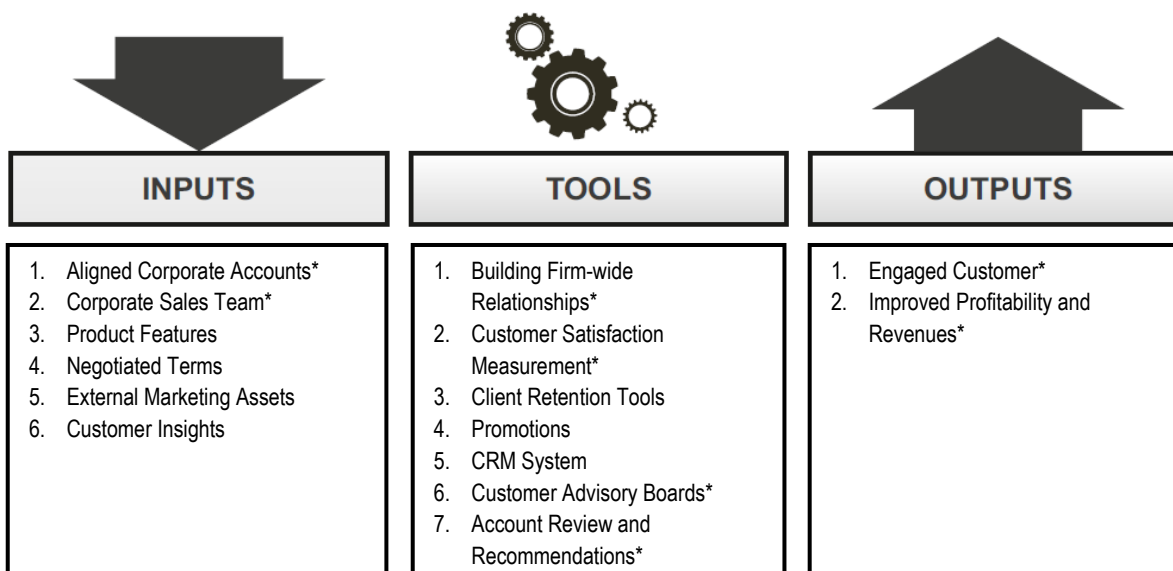 INPUTS
1. Aligned Corporate Accounts*
2. Corporate Sales Team*
3. Product Features
4. Negotiated Terms
5. External Marketing Assets
6. Customer Insights
TOOLS
1. Building Firm-wide
Relationships*
2. Customer Satisfaction
Measurement*
3. Client Retention Tools
4. Promotions
5. CRM System
6. Customer Advisory Boards*
7. Account Review and
Recommendations*
OUTPUTS
1. Engaged Customer*
2. Improved Profitability and
Revenues*